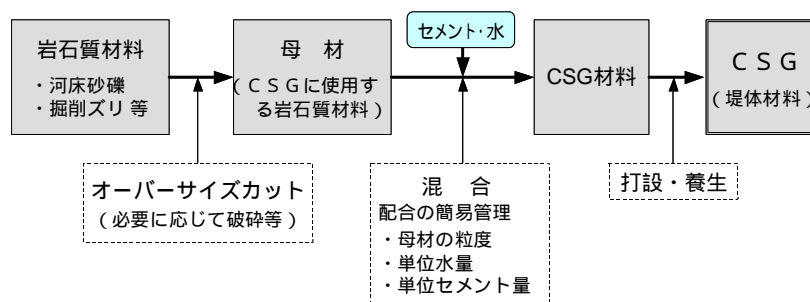 岩石質材料
・河床砂礫
・掘削ズリ 等
母　材
(ＣＳＧに使用す
る岩石質材料)
セメント・水
CSG材料
ＣＳＧ
(堤体材料)
オーバーサイズカット
(必要に応じて破砕等)
混　合
配合の簡易管理
・母材の粒度
・単位水量
・単位セメント量
打設・養生